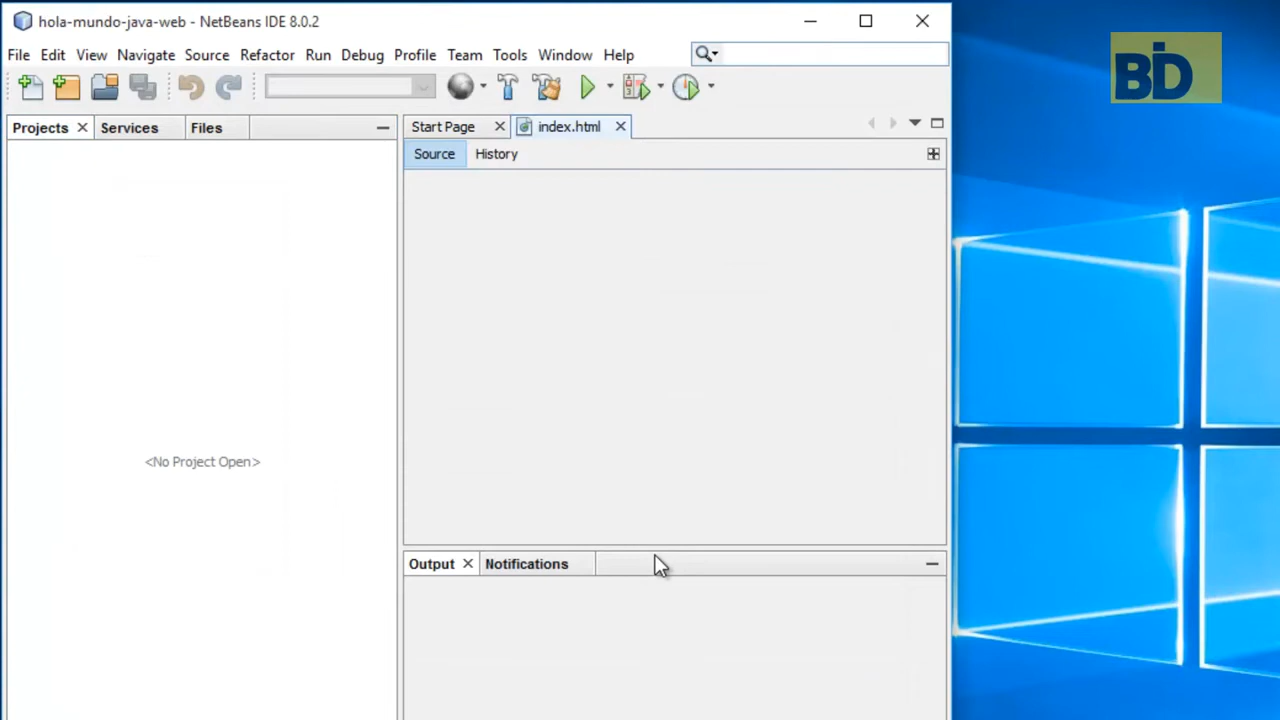 hola-mundo-java-web - NetBeans IDE 8.0.2
BID
File Edit View Navigate Source Refactor Run Debug Profile Team Tools Window Help
Projects Services Files
Start Page index.html
Source History
<No Project Open>
Output Notifications